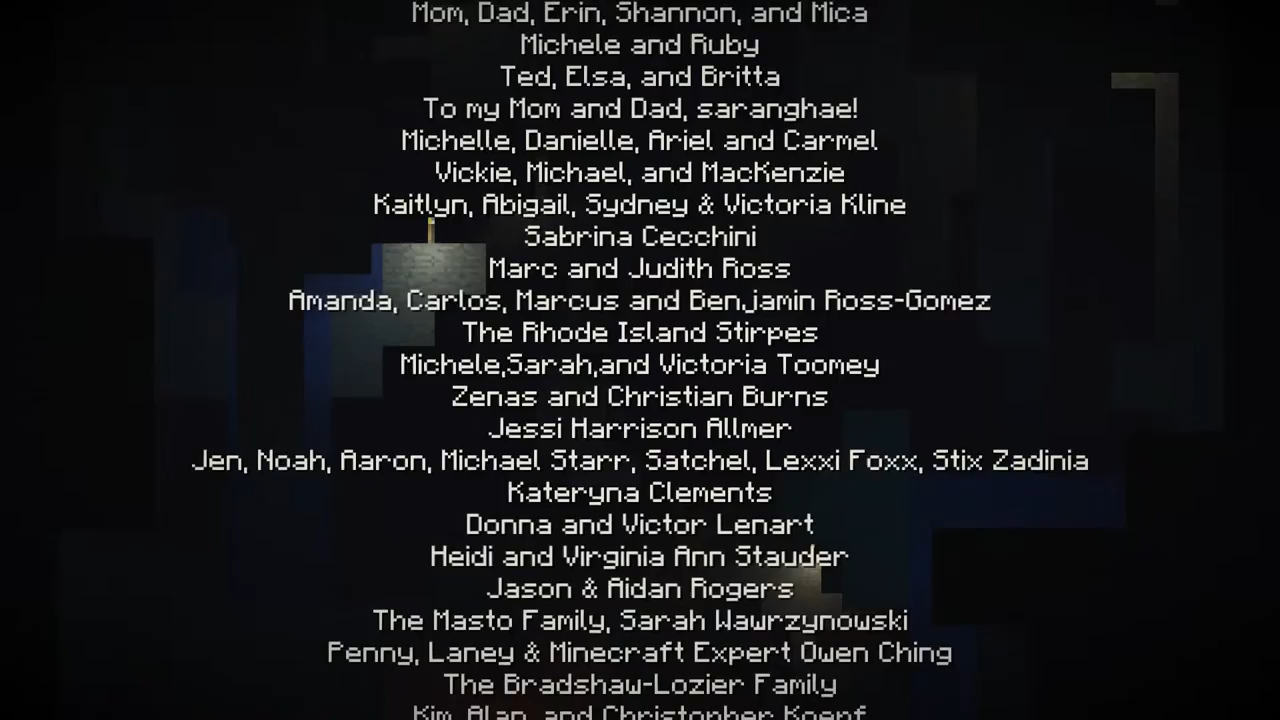 Mom, Dad, Erin, Shannon, and Mica
Michele and Ruby
Ted, Elsa, and Britta
To my Mom and Dad, saranghae!
Michelle, Danielle, Ariel and Carmel
Vickie, Michael, and MacKenzie
Kaitlyn, Abigail, Sydney & Victoria Kline
Sabrina Cecchini
Marc and Judith Ross
Amanda, Carlos, Marcus and Benjamin Ross-Gomez
The Rhode Island Stirpes
Michele,Sarah,and Victoria Toomey
Zenas and Christian Burns
Jessi Harrison Allmer
Jen, Noah, Aaron, Michael Starr, Satchel, Lexxi Foxx, Stix Zadinia
Kateryna Clements
Donna and Victor Lenart
Heidi and Virginia Ann Stauder
Jason & Aidan Rogers
The Masto Family, Sarah Wawrzynowski
Penny, Laney & Minecraft Expert Owen Ching
The Bradshaw-Lozier Family
Kim, Alan, and Christopher Koepf